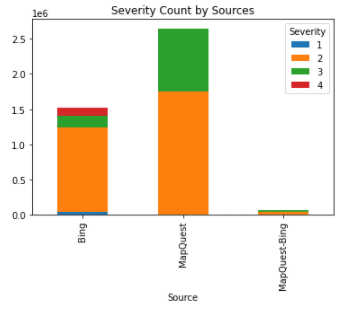 Severity Count by Sources
1e6
Severity
1
2
3
4
2.5
2.0
1.5
1.0
0.5
0.0
Bing
MapQuest
MapQuest-Bing
Source